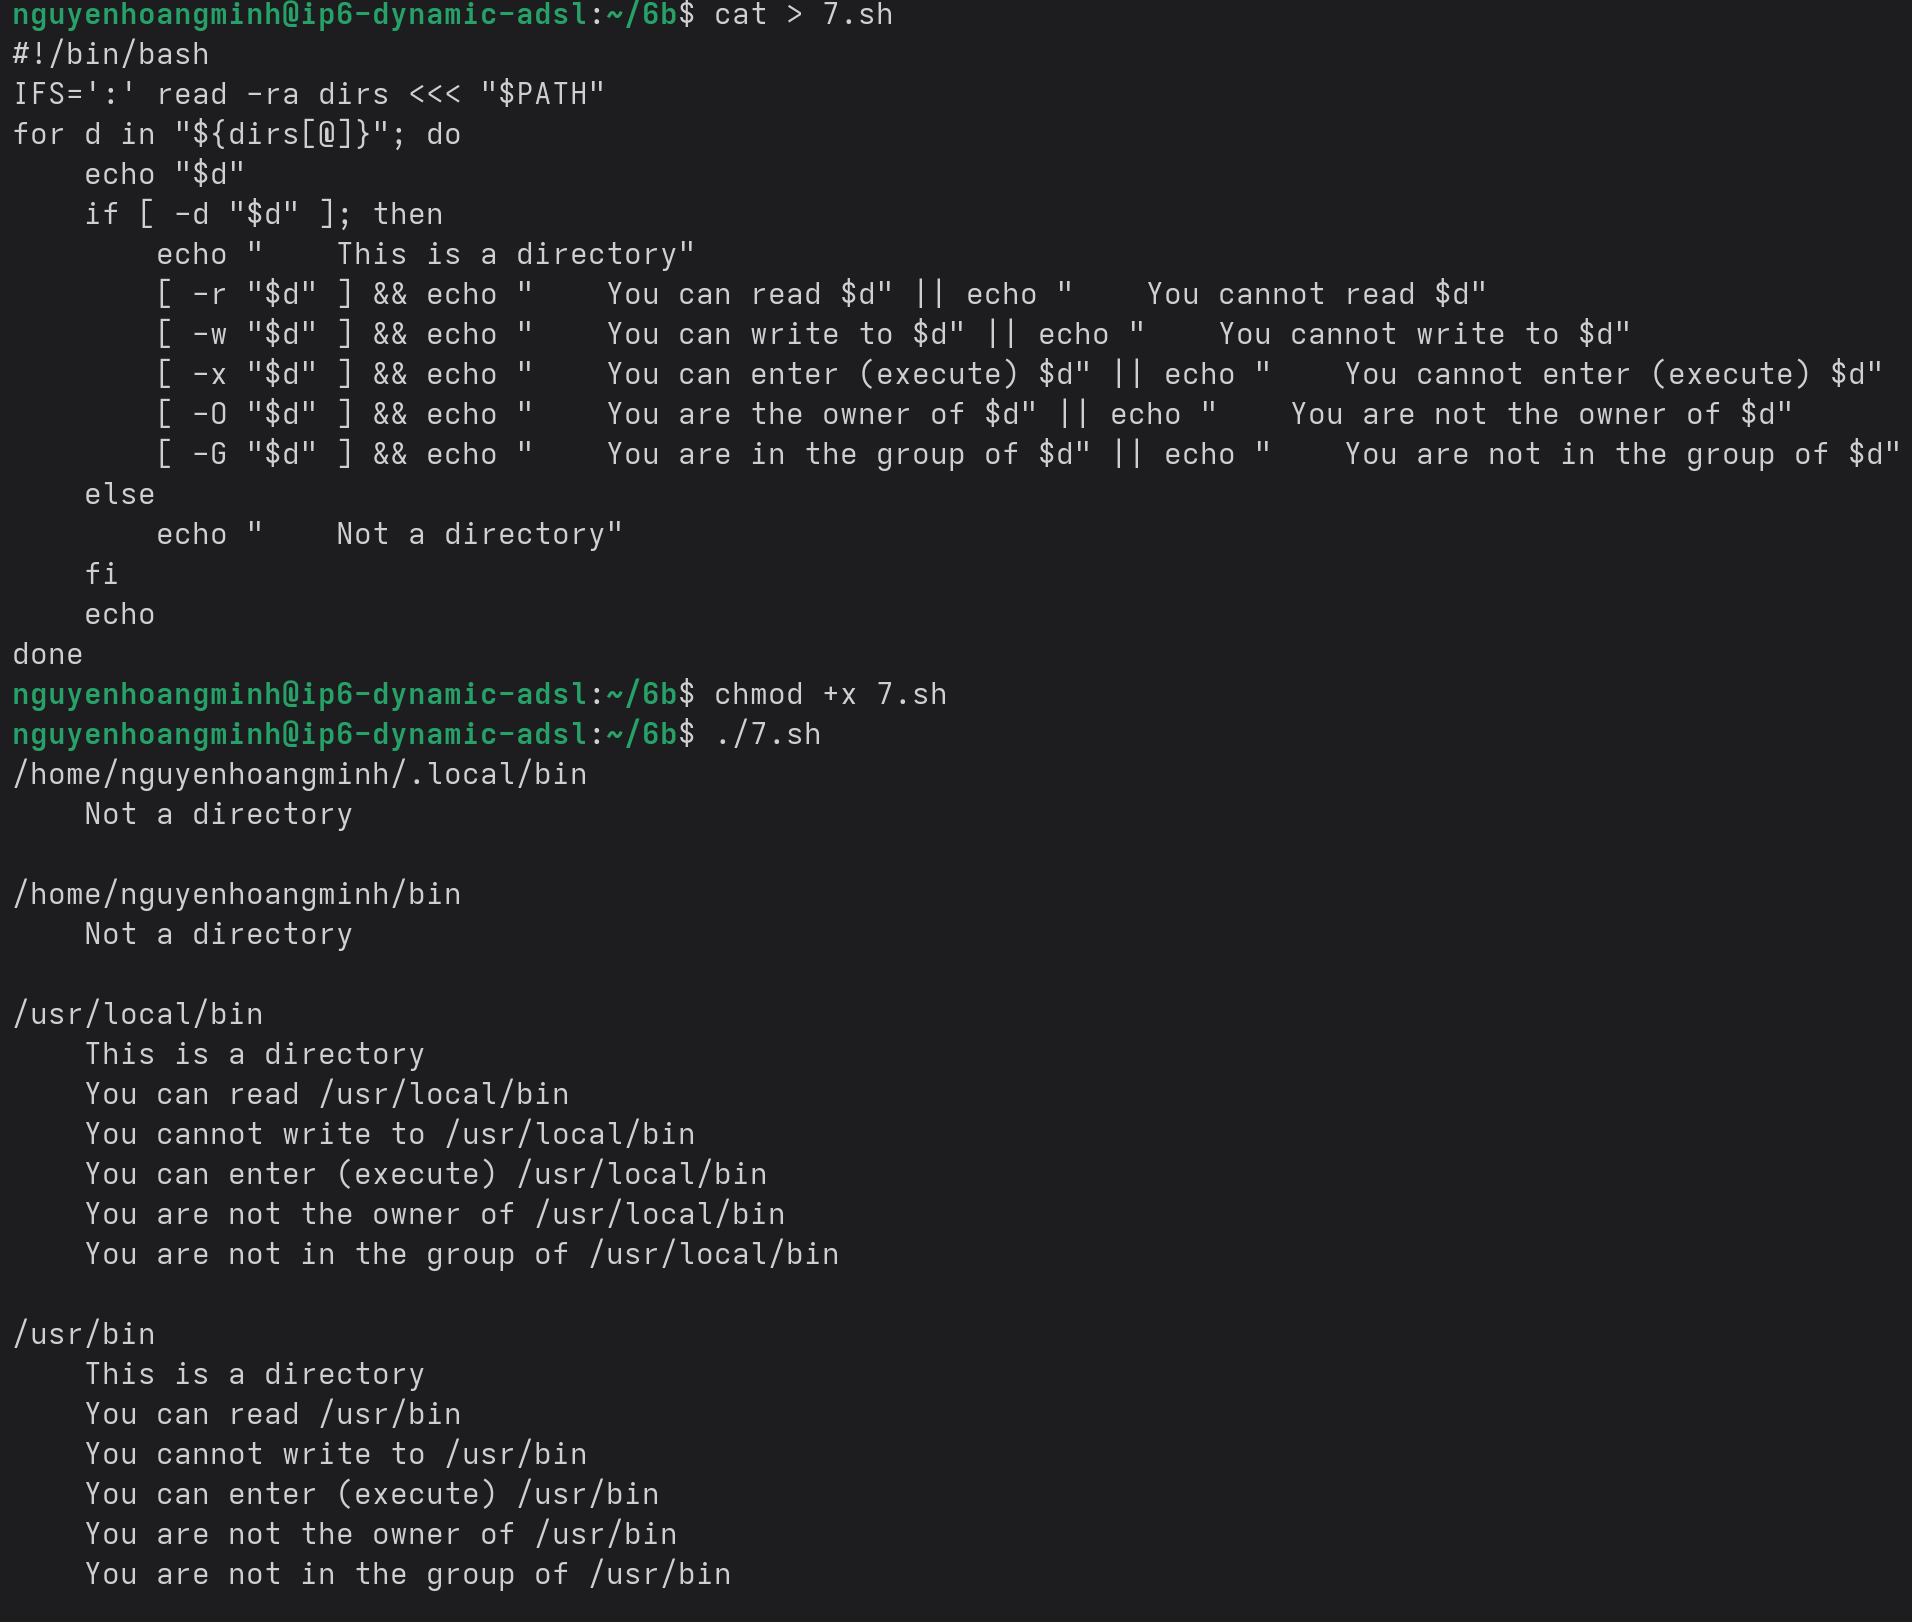 nguyenhoangminh@ip6-dynamic-adsl:~/6b$ cat > 7.sh
#!/bin/bash
IFS=':' read -ra dirs <<< "$PATH"
for d in "${dirs[@]}"; do
    echo "$d"
    if [ -d "$d" ]; then
        echo "    This is a directory"
        [ -r "$d" ] && echo "    You can read $d" || echo "    You cannot read $d"
        [ -w "$d" ] && echo "    You can write to $d" || echo "    You cannot write to $d"
        [ -x "$d" ] && echo "    You can enter (execute) $d" || echo "    You cannot enter (execute) $d"
        [ -O "$d" ] && echo "    You are the owner of $d" || echo "    You are not the owner of $d"
        [ -G "$d" ] && echo "    You are in the group of $d" || echo "    You are not in the group of $d"
    else
        echo "    Not a directory"
    fi
    echo
done
nguyenhoangminh@ip6-dynamic-adsl:~/6b$ chmod +x 7.sh
nguyenhoangminh@ip6-dynamic-adsl:~/6b$ ./7.sh
/home/nguyenhoangminh/.local/bin
    Not a directory

/home/nguyenhoangminh/bin
    Not a directory

/usr/local/bin
    This is a directory
    You can read /usr/local/bin
    You cannot write to /usr/local/bin
    You can enter (execute) /usr/local/bin
    You are not the owner of /usr/local/bin
    You are not in the group of /usr/local/bin

/usr/bin
    This is a directory
    You can read /usr/bin
    You cannot write to /usr/bin
    You can enter (execute) /usr/bin
    You are not the owner of /usr/bin
    You are not in the group of /usr/bin